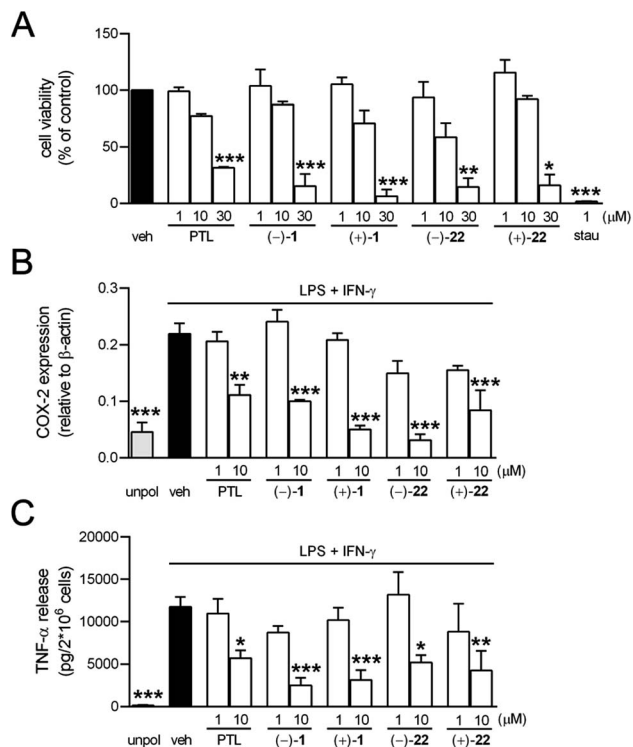 A
cell viability
(% of control)
150
100
50
0
*** *** *** ** * ***
1 10 30 1 10 30 1 10 30 1 10 30 1 10 30 1 (μM)
veh PTL (−)-1 (+)-1 (−)-22 (+)-22 stau
B
LPS + IFN-γ
COX-2 expression
(relative to β-actin)
0.3
0.2
0.1
0.0
*** ** *** *** *** ***
1 10 1 10 1 10 1 10 1 10 (μM)
unpol veh PTL (−)-1 (+)-1 (−)-22 (+)-22
C
LPS + IFN-γ
TNF-α release
(pg/2*10⁶ cells)
20000
15000
10000
5000
0
*** * *** *** * **
1 10 1 10 1 10 1 10 1 10 (μM)
unpol veh PTL (−)-1 (+)-1 (−)-22 (+)-22